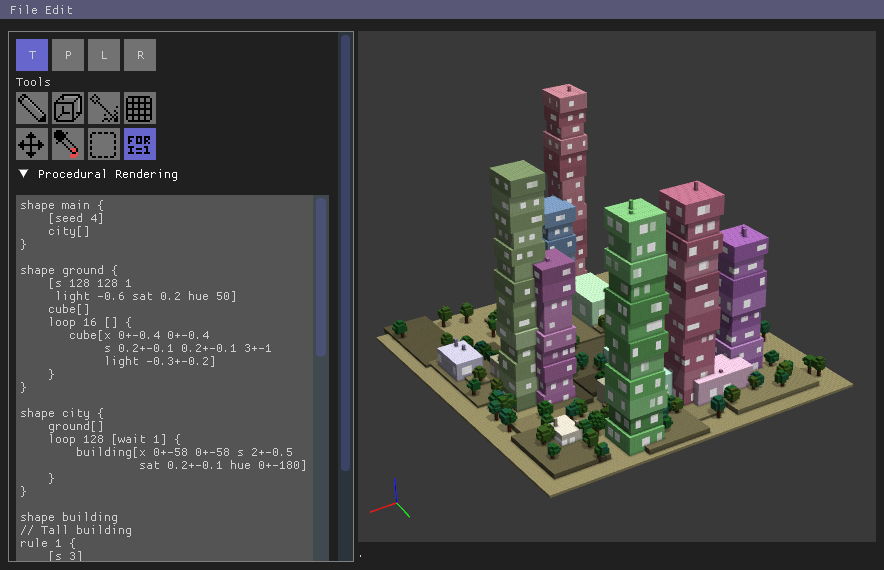 File Edit
T P L R
Tools
FOR
I=1
▼ Procedural Rendering
shape main {
    [seed 4]
    city[]
}

shape ground {
    [s 128 128 1
     light -0.6 sat 0.2 hue 50]
    cube[]
    loop 16 [] {
       cube[x 0+-0.4 0+-0.4
            s 0.2+-0.1 0.2+-0.1 3+-1
            light -0.3+-0.2]
    }
}

shape city {
    ground[]
    loop 128 [wait 1] {
        building[x 0+-58 0+-58 s 2+-0.5
                 sat 0.2+-0.1 hue 0+-180]
    }
}

shape building
// Tall building
rule 1 {
    [s 3]